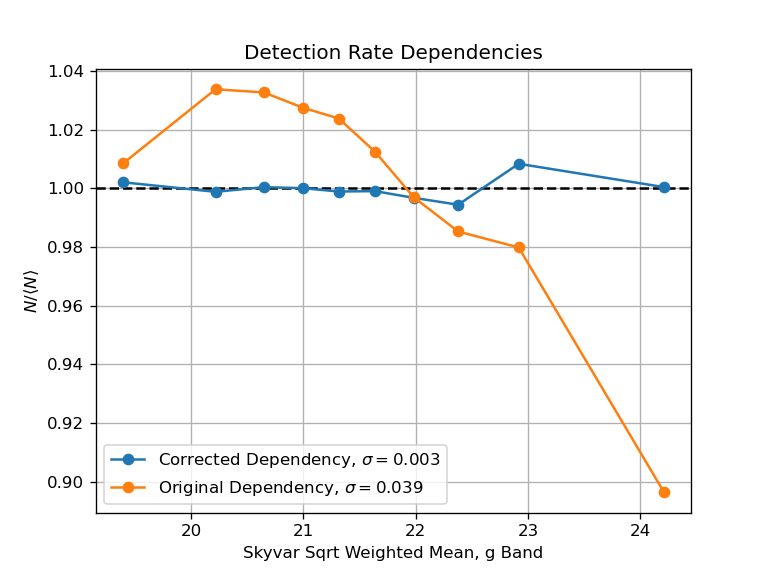 Detection Rate Dependencies
1.04
1.02
1.00
0.98
0.96
0.94
0.92
0.90
N/⟨N⟩
Corrected Dependency, σ = 0.003
Original Dependency, σ = 0.039
20 21 22 23 24
Skyvar Sqrt Weighted Mean, g Band